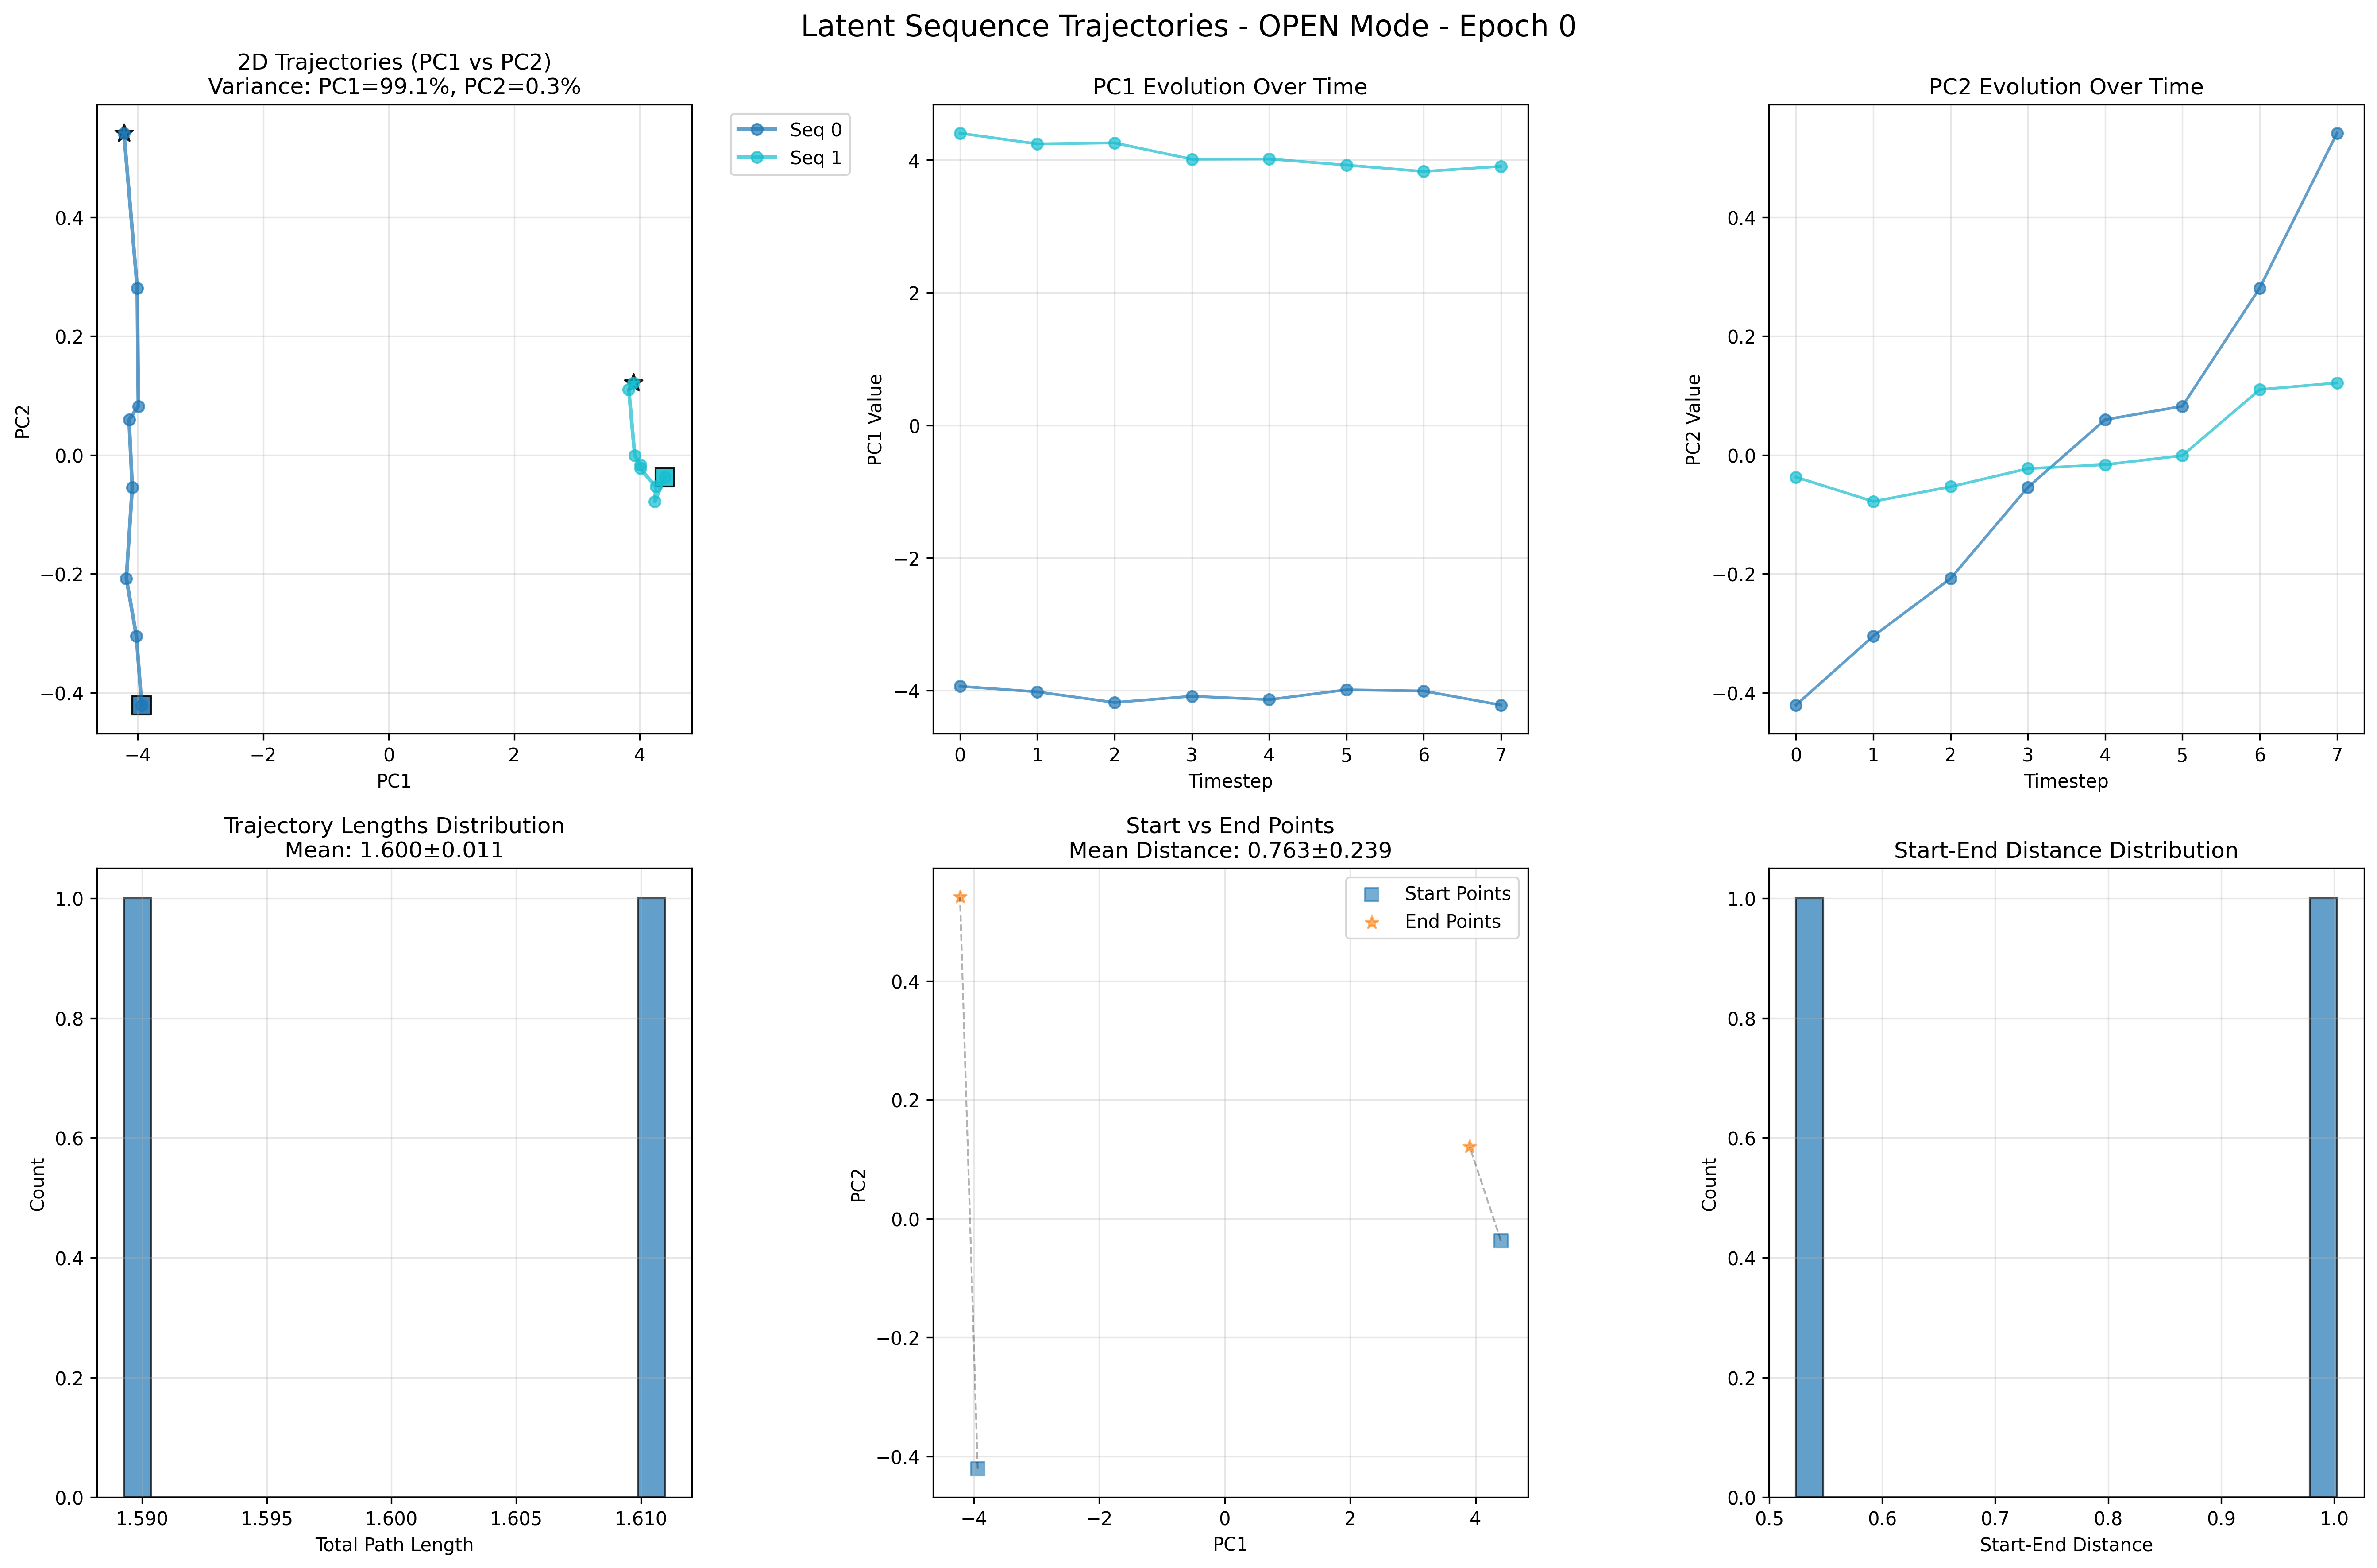 Latent Sequence Trajectories - OPEN Mode - Epoch 0
2D Trajectories (PC1 vs PC2)
Variance: PC1=99.1%, PC2=0.3%
0.4
0.2
0.0
−0.2
−0.4
PC2
−4
−2
0
2
4
PC1
Seq 0
Seq 1
PC1 Evolution Over Time
4
2
0
−2
−4
PC1 Value
0
1
2
3
4
5
6
7
Timestep
PC2 Evolution Over Time
0.4
0.2
0.0
−0.2
−0.4
PC2 Value
0
1
2
3
4
5
6
7
Timestep
Trajectory Lengths Distribution
Mean: 1.600±0.011
1.0
0.8
0.6
0.4
0.2
0.0
Count
1.590
1.595
1.600
1.605
1.610
Total Path Length
Start vs End Points
Mean Distance: 0.763±0.239
Start Points
End Points
0.4
0.2
0.0
−0.2
−0.4
PC2
−4
−2
0
2
4
PC1
Start-End Distance Distribution
1.0
0.8
0.6
0.4
0.2
0.0
Count
0.5
0.6
0.7
0.8
0.9
1.0
Start-End Distance